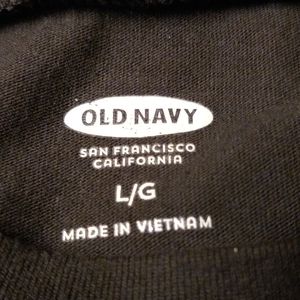 OLD NAVY
SAN FRANCISCO
CALIFORNIA
L/G
MADE IN VIETNAM